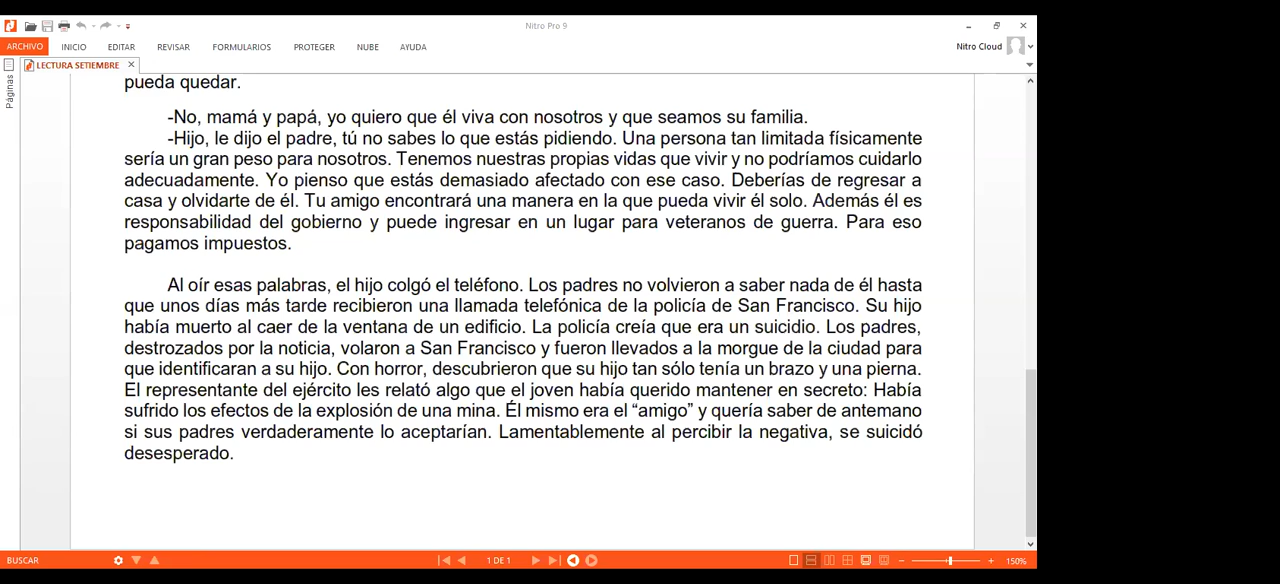 Nitro Pro 9
ARCHIVO INICIO EDITAR REVISAR FORMULARIOS PROTEGER NUBE AYUDA Nitro Cloud
LECTURA SETIEMBRE
Páginas
pueda quedar.
-No, mamá y papá, yo quiero que él viva con nosotros y que seamos su familia.
-Hijo, le dijo el padre, tú no sabes lo que estás pidiendo. Una persona tan limitada físicamente
sería un gran peso para nosotros. Tenemos nuestras propias vidas que vivir y no podríamos cuidarlo
adecuadamente. Yo pienso que estás demasiado afectado con ese caso. Deberías de regresar a
casa y olvidarte de él. Tu amigo encontrará una manera en la que pueda vivir él solo. Además él es
responsabilidad del gobierno y puede ingresar en un lugar para veteranos de guerra. Para eso
pagamos impuestos.
Al oír esas palabras, el hijo colgó el teléfono. Los padres no volvieron a saber nada de él hasta
que unos días más tarde recibieron una llamada telefónica de la policía de San Francisco. Su hijo
había muerto al caer de la ventana de un edificio. La policía creía que era un suicidio. Los padres,
destrozados por la noticia, volaron a San Francisco y fueron llevados a la morgue de la ciudad para
que identificaran a su hijo. Con horror, descubrieron que su hijo tan sólo tenía un brazo y una pierna.
El representante del ejército les relató algo que el joven había querido mantener en secreto: Había
sufrido los efectos de la explosión de una mina. Él mismo era el “amigo” y quería saber de antemano
si sus padres verdaderamente lo aceptarían. Lamentablemente al percibir la negativa, se suicidó
desesperado.
BUSCAR 1 DE 1 150%